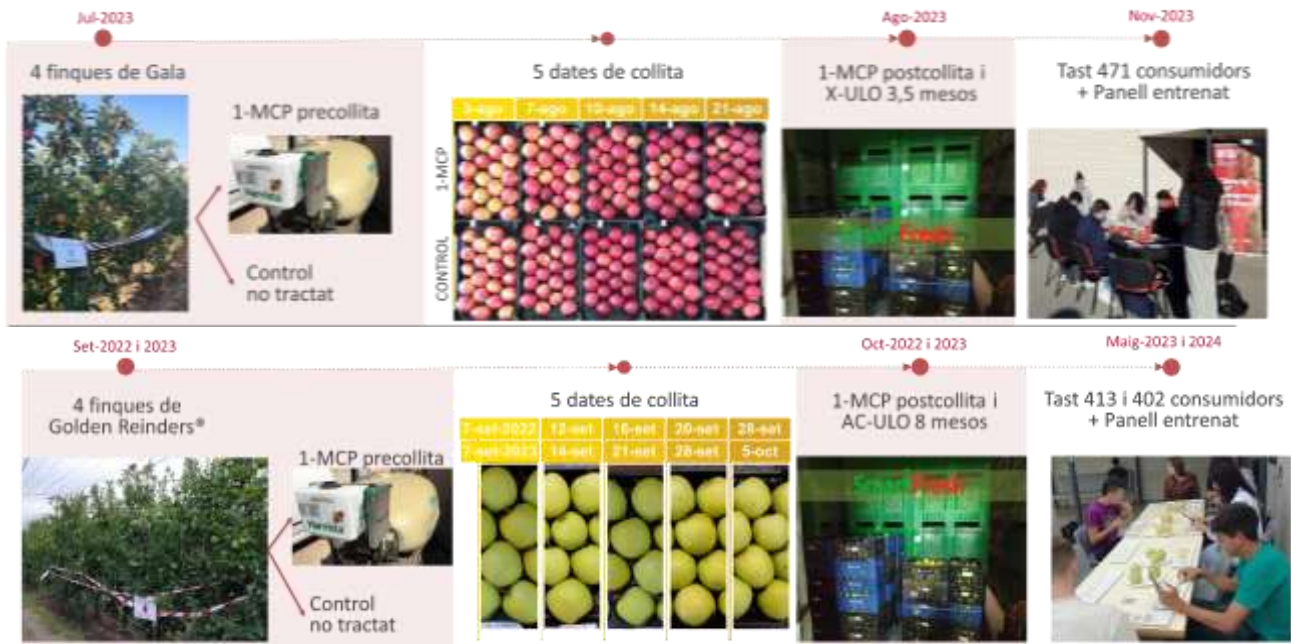 Jul-2023
Ago-2023
Nov-2023
4 finques de Gala
1-MCP precollita
Control
no tractat
5 dates de collita
3-ago 7-ago 10-ago 14-ago 21-ago
1-MCP
CONTROL
1-MCP postcollita i
X-ULO 3,5 mesos
Tast 471 consumidors
+ Panell entrenat
Set-2022 i 2023
Oct-2022 i 2023
Maig-2023 i 2024
4 finques de
Golden Reinders®
1-MCP precollita
Control
no tractat
5 dates de collita
7-set-2022 12-set 16-set 20-set 28-set
7-set-2023 14-set 21-set 28-set 5-oct
1-MCP postcollita i
AC-ULO 8 mesos
SmartFresh
Tast 413 i 402 consumidors
+ Panell entrenat